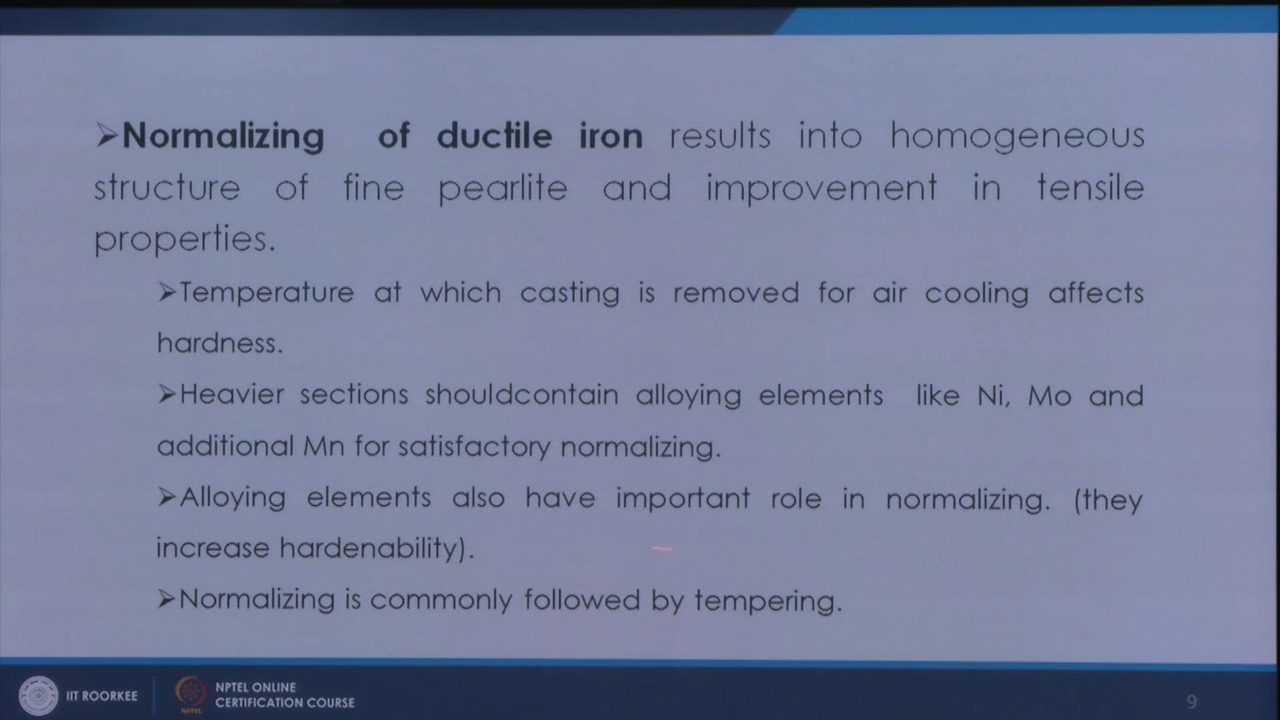 ➢Normalizing of ductile iron results into homogeneous
structure of fine pearlite and improvement in tensile
properties.
➢Temperature at which casting is removed for air cooling affects
hardness.
➢Heavier sections shouldcontain alloying elements like Ni, Mo and
additional Mn for satisfactory normalizing.
➢Alloying elements also have important role in normalizing. (they
increase hardenability).
➢Normalizing is commonly followed by tempering.
IIT ROORKEE
NPTEL
NPTEL ONLINE
CERTIFICATION COURSE
9